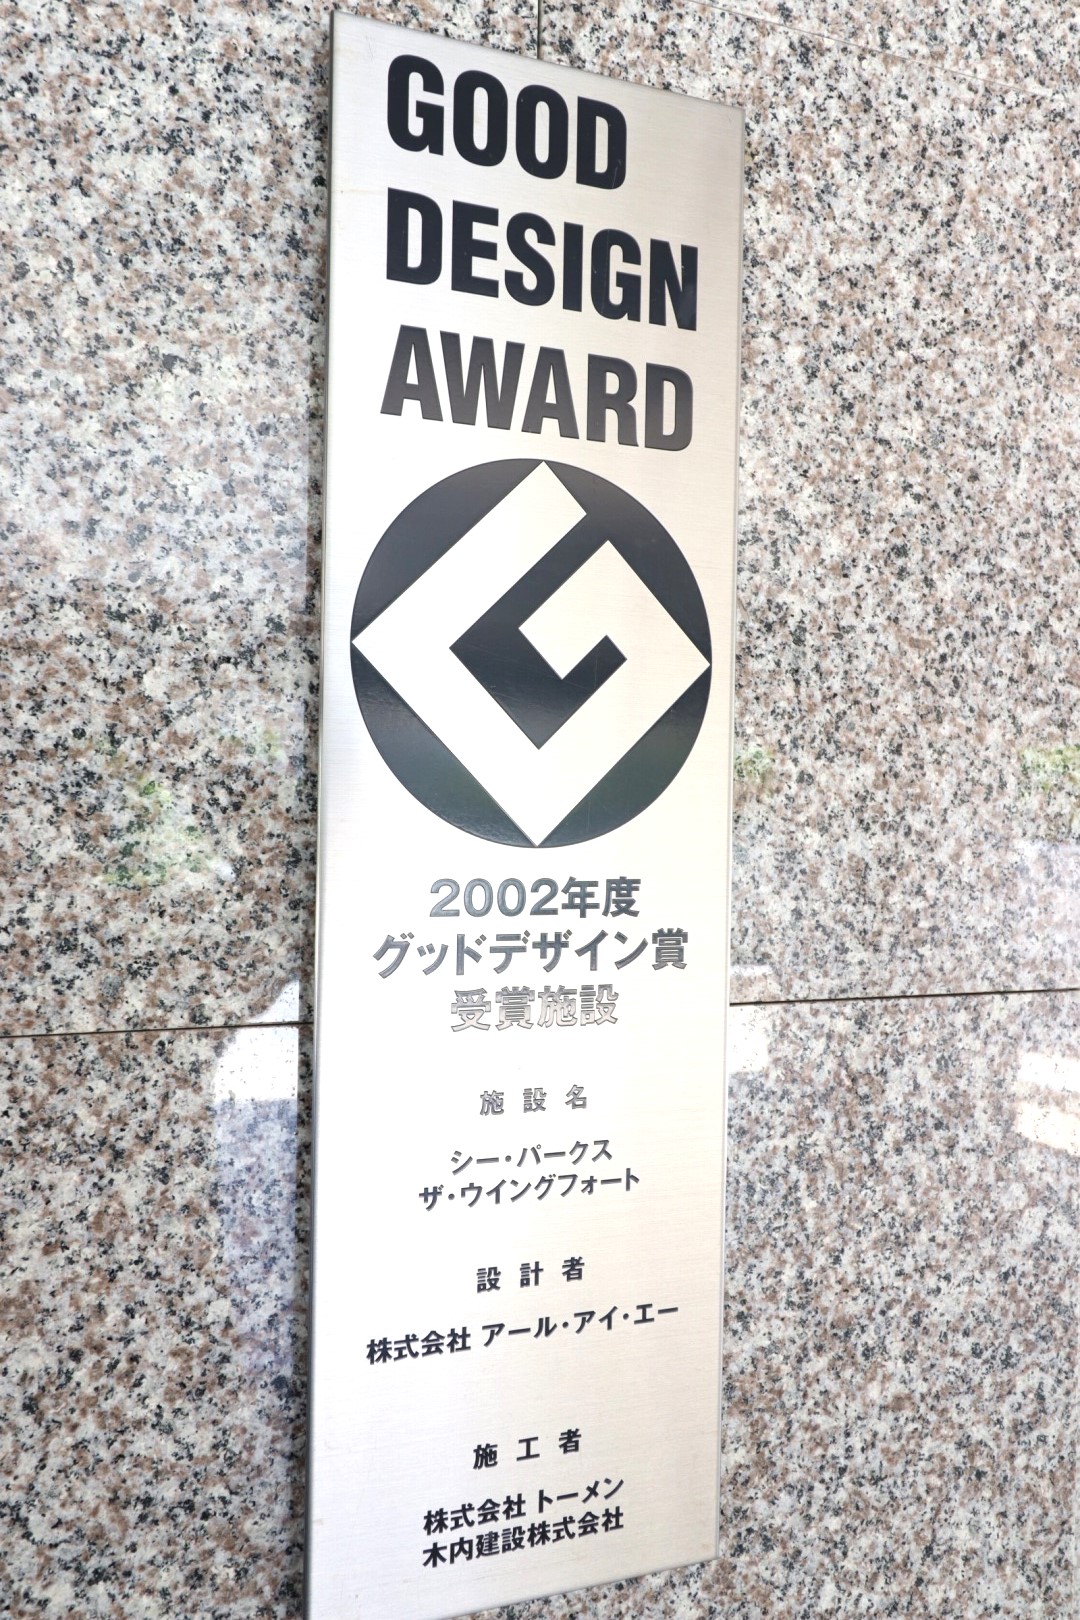 GOOD
DESIGN
AWARD
2002年度
グッドデザイン賞
受賞施設
施設名
シー・パークス
ザ・ウイングフォート
設計者
株式会社 アール・アイ・エー
施工者
株式会社 トーメン
木内建設株式会社